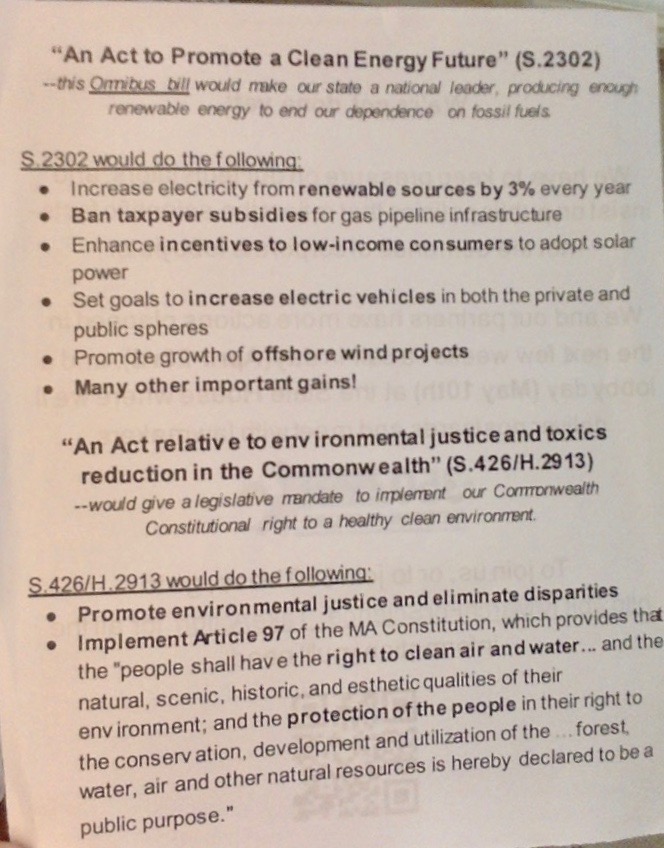 “An Act to Promote a Clean Energy Future” (S.2302)
--this Omnibus bill would make our state a national leader, producing enough
renewable energy to end our dependence on fossil fuels.
S.2302 would do the following:
• Increase electricity from renewable sources by 3% every year
• Ban taxpayer subsidies for gas pipeline infrastructure
• Enhance incentives to low-income consumers to adopt solar
power
• Set goals to increase electric vehicles in both the private and
public spheres
• Promote growth of offshore wind projects
• Many other important gains!
“An Act relative to environmental justice and toxics
reduction in the Commonwealth” (S.426/H.2913)
--would give a legislative mandate to implement our Commonwealth
Constitutional right to a healthy clean environment.
S.426/H.2913 would do the following:
• Promote environmental justice and eliminate disparities
• Implement Article 97 of the MA Constitution, which provides that
the "people shall have the right to clean air and water... and the
natural, scenic, historic, and esthetic qualities of their
environment; and the protection of the people in their right to
the conservation, development and utilization of the ...forest,
water, air and other natural resources is hereby declared to be a
public purpose."